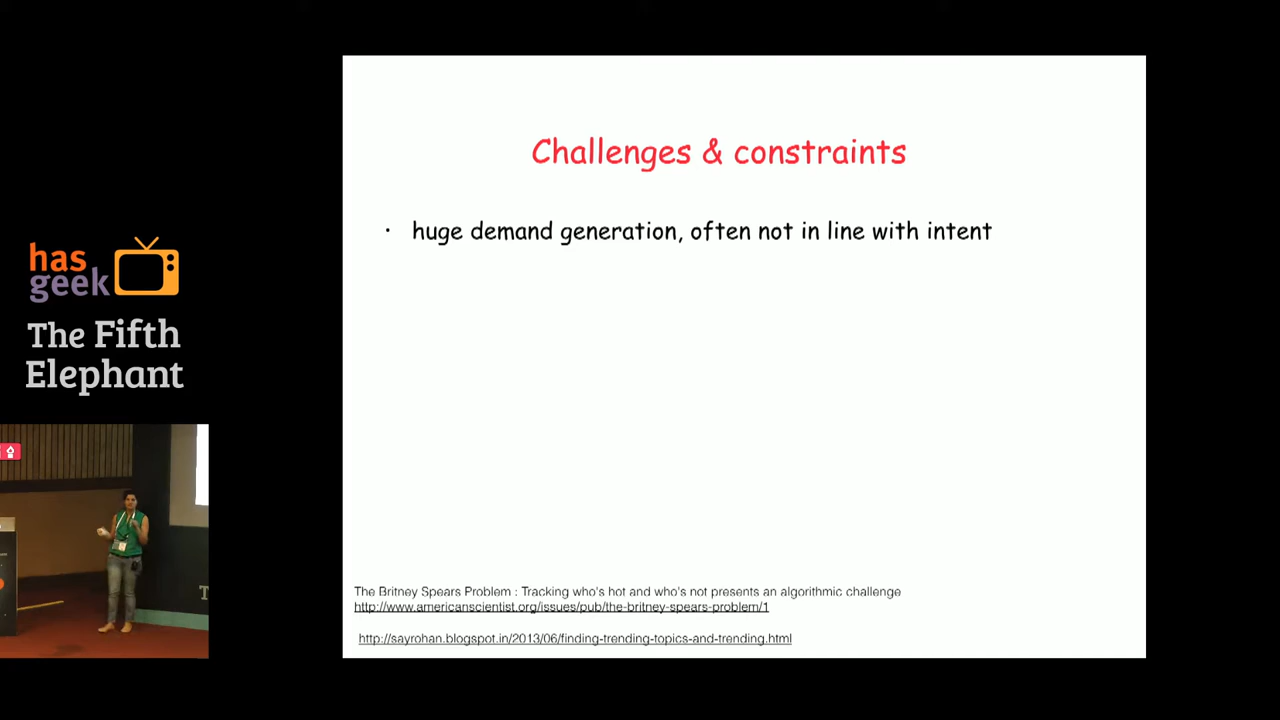 has
geek
The Fifth
Elephant
Challenges & constraints
· huge demand generation, often not in line with intent
The Britney Spears Problem : Tracking who's hot and who's not presents an algorithmic challenge
http://www.americanscientist.org/issues/pub/the-britney-spears-problem/1
http://sayrohan.blogspot.in/2013/06/finding-trending-topics-and-trending.html